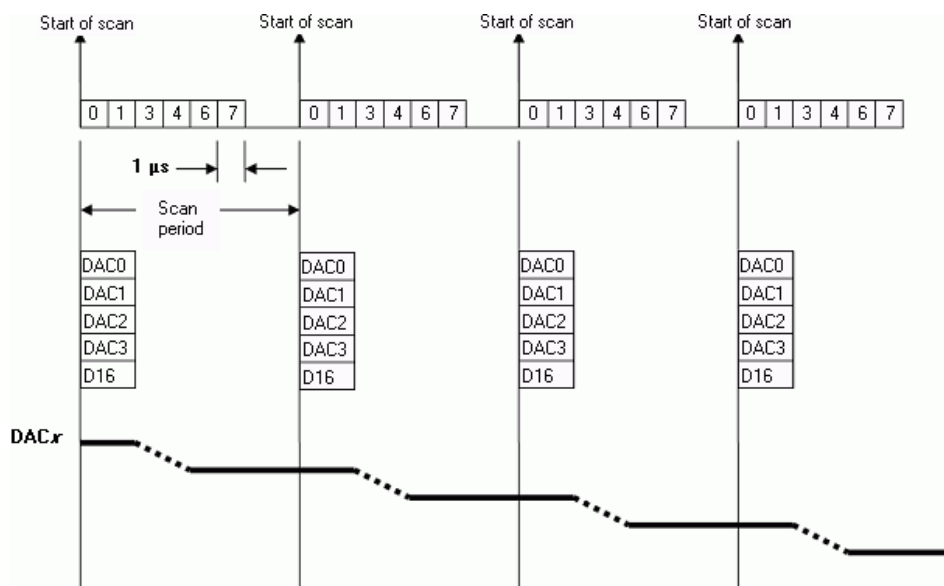 Start of scan Start of scan Start of scan Start of scan
0 1 3 4 6 7 0 1 3 4 6 7 0 1 3 4 6 7 0 1 3 4 6 7
1 µs
Scan
period
DAC0 DAC0 DAC0 DAC0
DAC1 DAC1 DAC1 DAC1
DAC2 DAC2 DAC2 DAC2
DAC3 DAC3 DAC3 DAC3
D16 D16 D16 D16
DACx